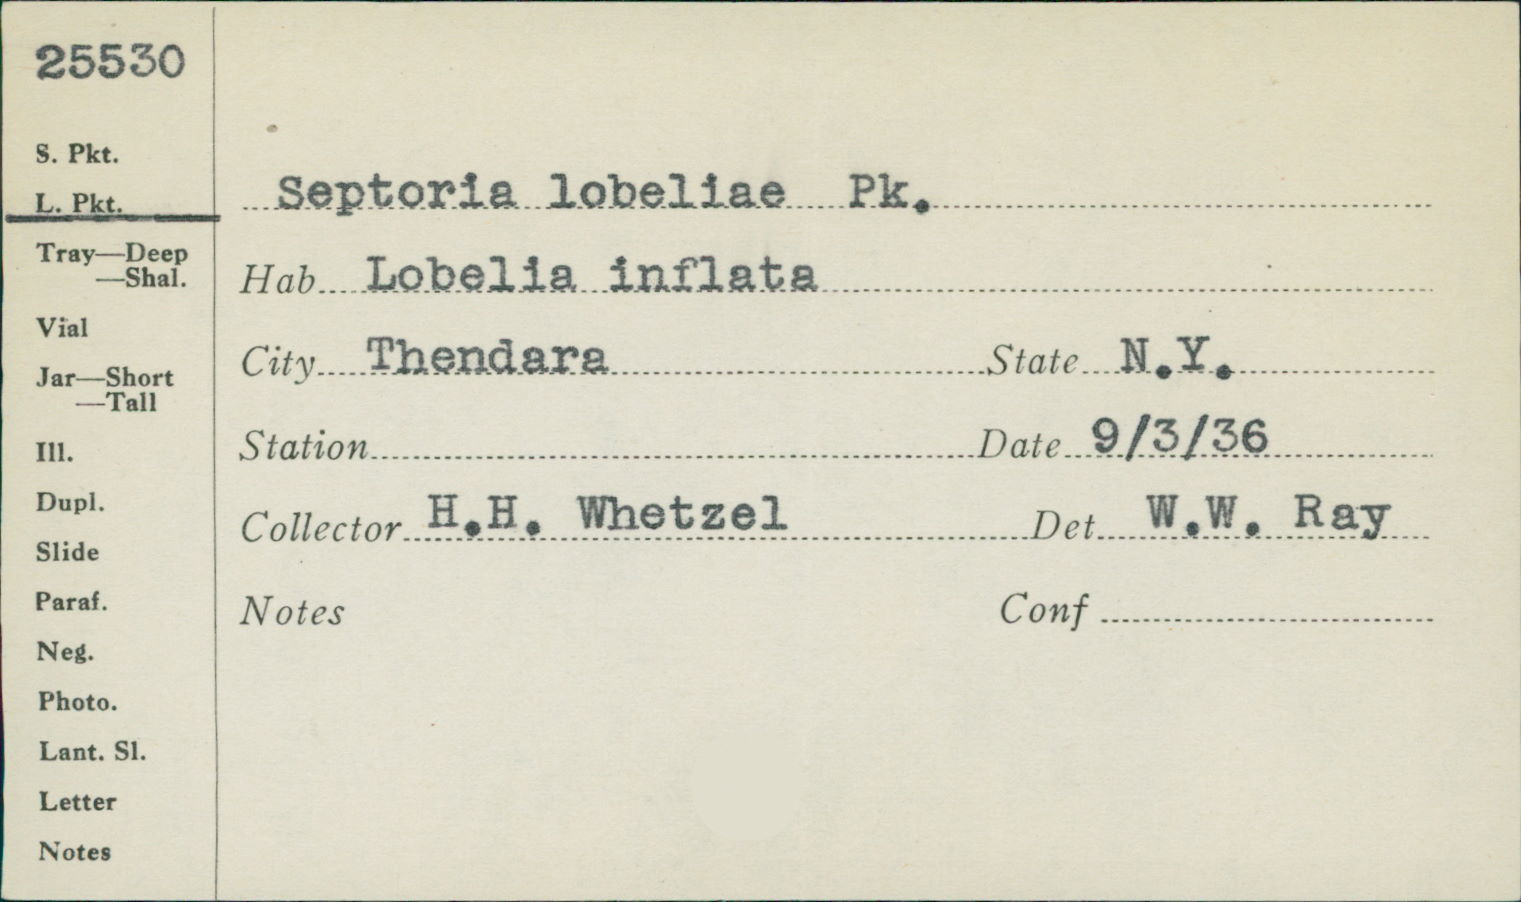 25530
S. Pkt.
L. Pkt.
Tray—Deep
—Shal.
Vial
Jar—Short
—Tall
Ill.
Dupl.
Slide
Paraf.
Neg.
Photo.
Lant. Sl.
Letter
Notes
Septoria lobeliae Pk.
Hab Lobelia inflata
City Thendara State N.Y.
Station Date 9/3/36
Collector H.H. Whetzel Det. W.W. Ray
Notes Conf